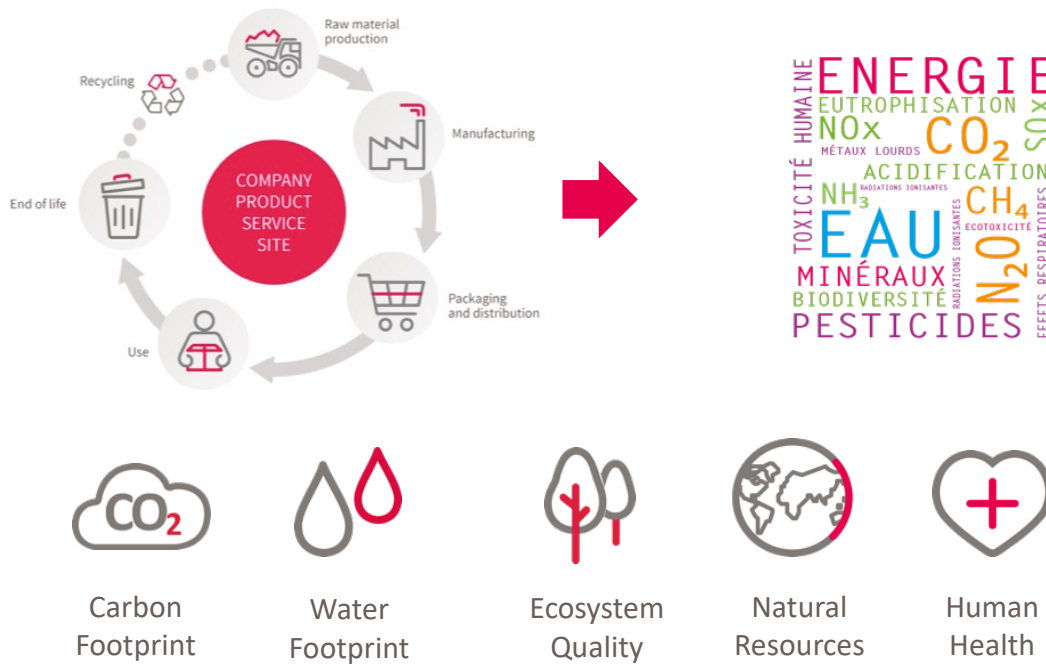 Raw material
production
Recycling
Manufacturing
End of life
COMPANY
PRODUCT
SERVICE
SITE
Packaging
and distribution
Use
TOXICITÉ HUMAINE
ENERGIE
EUTROPHISATION
NOx
CO2
SOx
MÉTAUX LOURDS
ACIDIFICATION
NH3
RADIATIONS IONISANTES
CH4
ECOTOXICITÉ
EAU
RADIATIONS IONISANTES
N2O
EFFETS RESPIRATOIRES
MINÉRAUX
BIODIVERSITÉ
PESTICIDES
CO2
Carbon
Footprint
Water
Footprint
Ecosystem
Quality
Natural
Resources
Human
Health